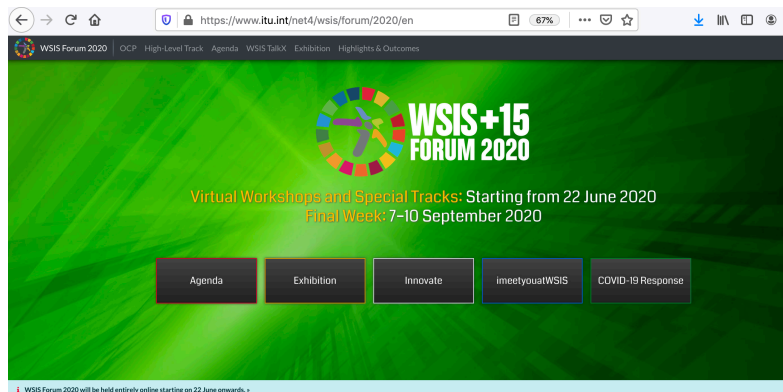 https://www.itu.int/net4/wsis/forum/2020/en
67%
WSIS Forum 2020 OCP High-Level Track Agenda WSIS TalkX Exhibition Highlights & Outcomes
WSIS+15
FORUM 2020
Virtual Workshops and Special Tracks: Starting from 22 June 2020
Final Week: 7–10 September 2020
Agenda Exhibition Innovate imeetyouatWSIS COVID-19 Response
i WSIS Forum 2020 will be held entirely online starting on 22 June onwards. »